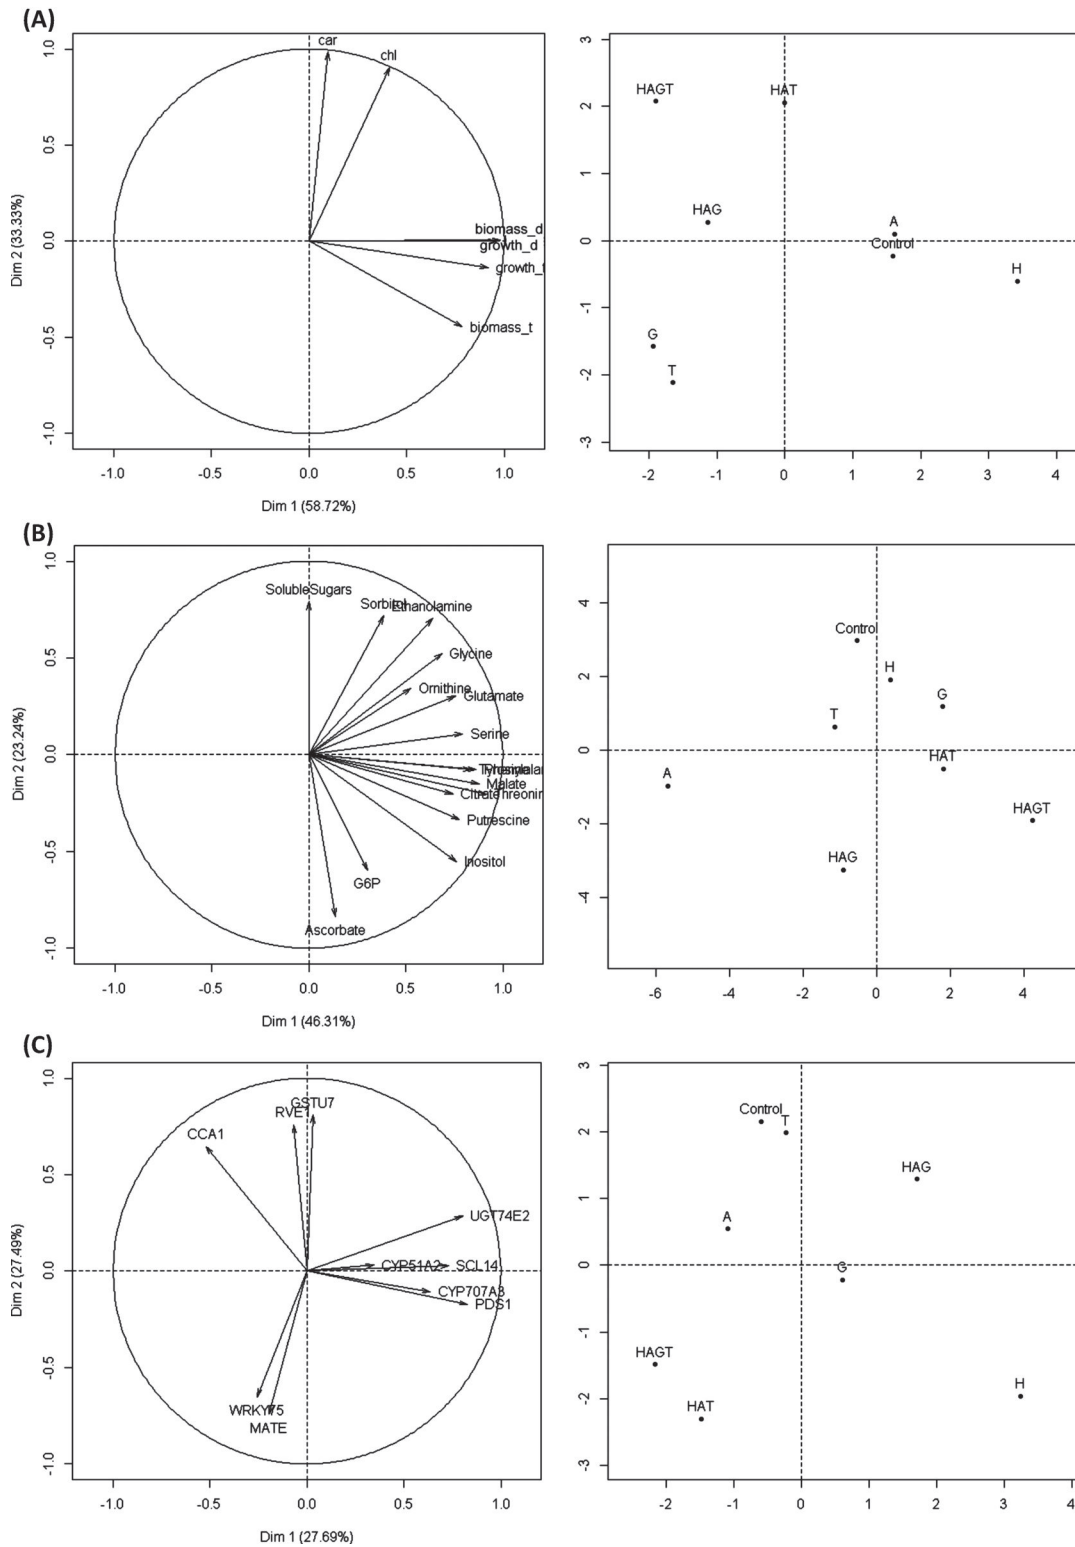 (A)
car
chl
biomass_d
growth_d
growth_t
biomass_t
1.0
0.5
0.0
-0.5
-1.0
Dim 2 (33.33%)
-1.0
-0.5
0.0
0.5
1.0
Dim 1 (58.72%)
HAGT
HAT
HAG
A
Control
H
G
T
3
2
1
0
-1
-2
-3
-2
-1
0
1
2
3
4
(B)
SolubleSugars
Sorbitol
Ethanolamine
Glycine
Ornithine
Glutamate
Serine
Malate
Citrate
Putrescine
Inositol
G6P
Ascorbate
1.0
0.5
0.0
-0.5
-1.0
Dim 2 (23.24%)
-1.0
-0.5
0.0
0.5
1.0
Dim 1 (46.31%)
Control
H
G
T
HAT
A
HAGT
HAG
4
2
0
-2
-4
-6
-4
-2
0
2
4
(C)
GSTU7
RVE1
CCA1
UGT74E2
CYP51A2
SCL14
CYP707A3
PDS1
WRKY75
MATE
1.0
0.5
0.0
-0.5
-1.0
Dim 2 (27.49%)
-1.0
-0.5
0.0
0.5
1.0
Dim 1 (27.69%)
Control
T
HAG
A
G
HAGT
H
HAT
3
2
1
0
-1
-2
-3
-2
-1
0
1
2
3
4